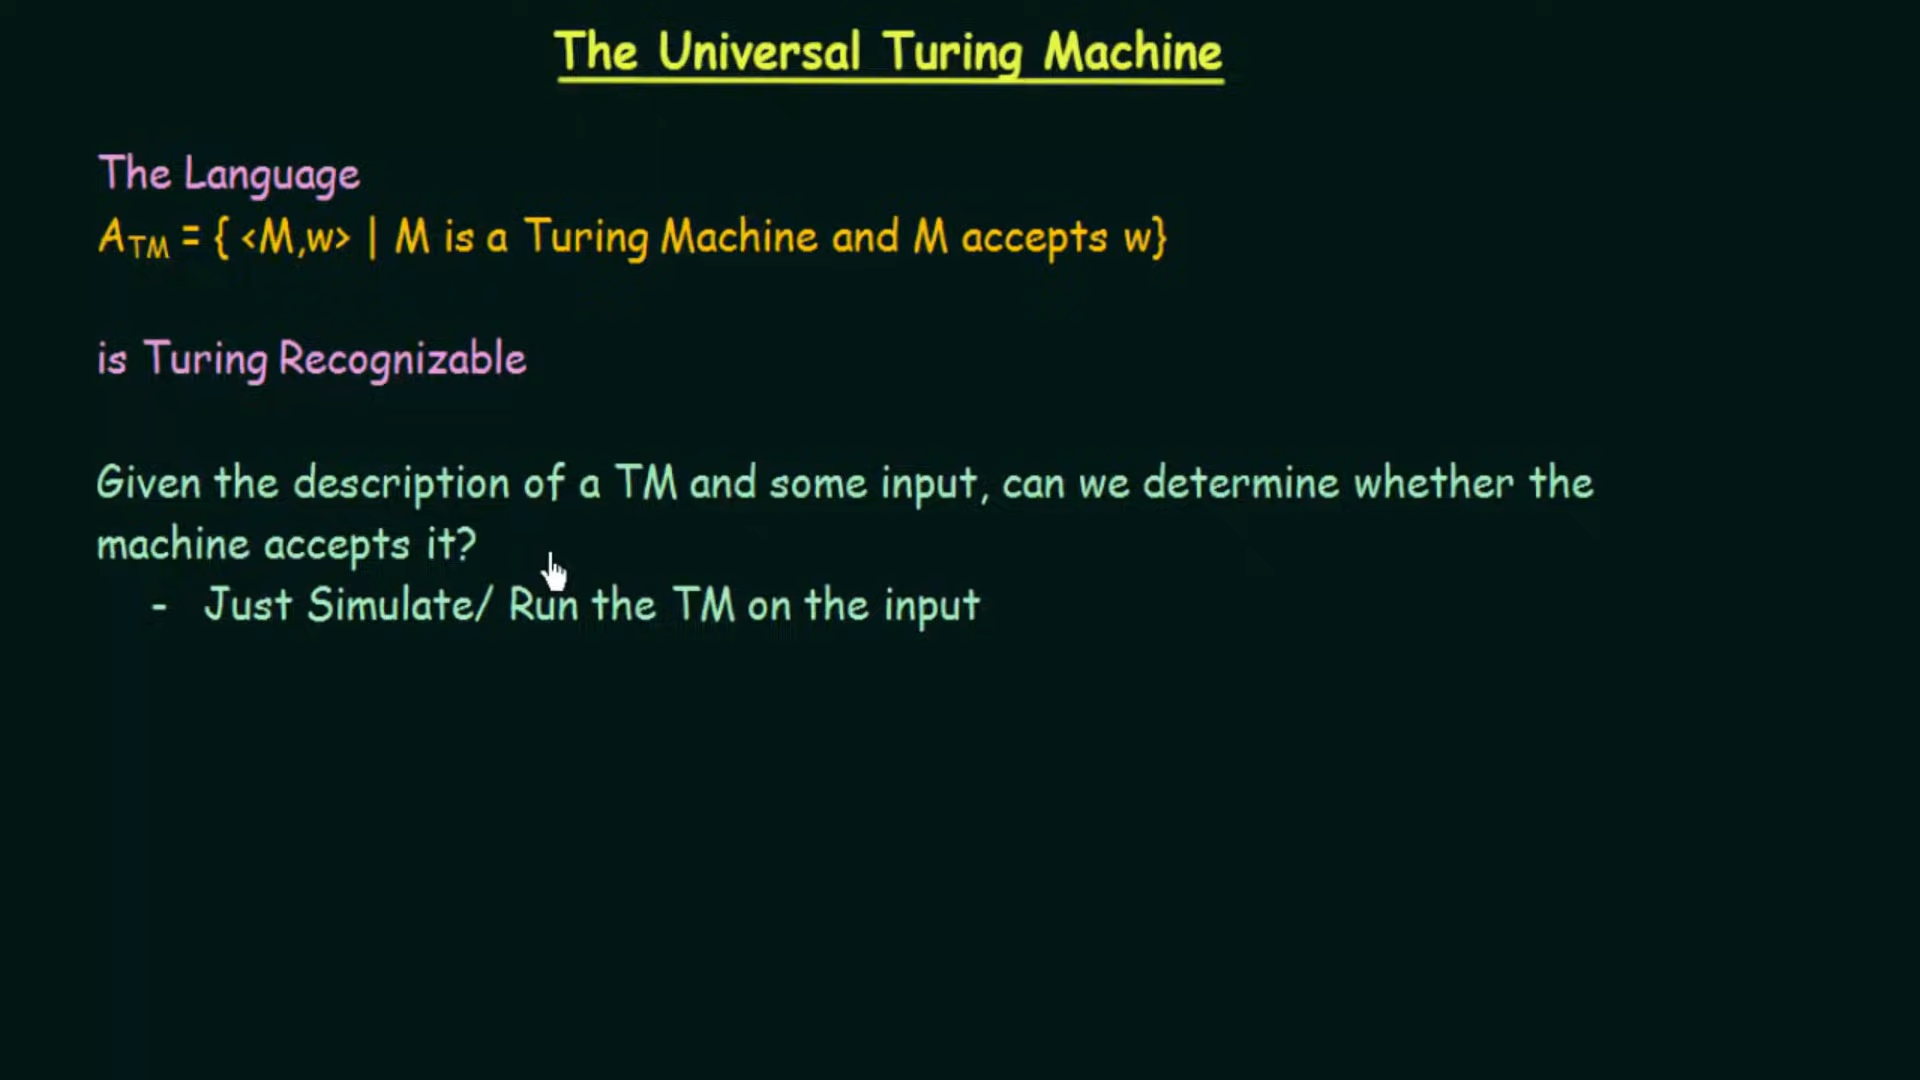 The Universal Turing Machine
The Language
ATM = { <M,w> | M is a Turing Machine and M accepts w}
is Turing Recognizable
Given the description of a TM and some input, can we determine whether the
machine accepts it?
- Just Simulate/ Run the TM on the input